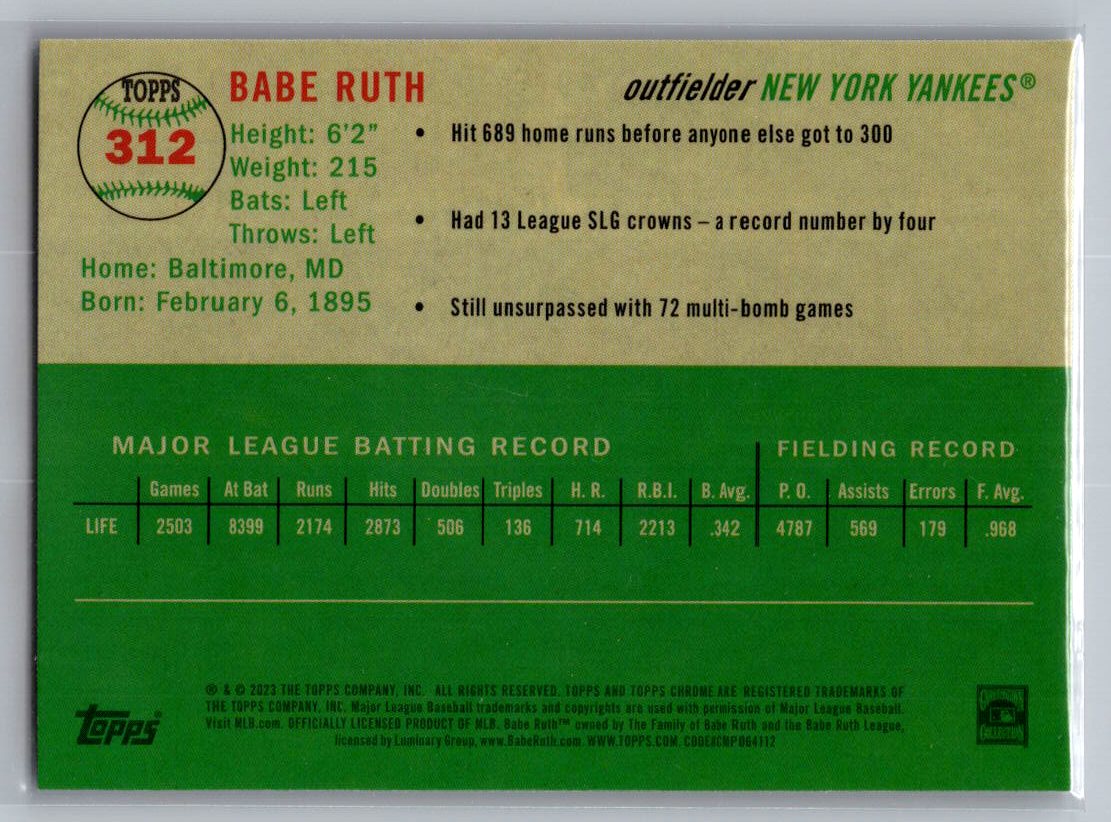 TOPPS
312
BABE RUTH
outfielder NEW YORK YANKEES®
Height: 6'2"
Weight: 215
Bats: Left
Throws: Left
Home: Baltimore, MD
Born: February 6, 1895
• Hit 689 home runs before anyone else got to 300
• Had 13 League SLG crowns – a record number by four
• Still unsurpassed with 72 multi-bomb games
MAJOR LEAGUE BATTING RECORD FIELDING RECORD
Games At Bat Runs Hits Doubles Triples H. R. R.B.I. B. Avg. P. O. Assists Errors F. Avg.
LIFE 2503 8399 2174 2873 506 136 714 2213 .342 4787 569 179 .968
® & © 2023 THE TOPPS COMPANY, INC. ALL RIGHTS RESERVED. TOPPS AND TOPPS CHROME ARE REGISTERED TRADEMARKS OF
THE TOPPS COMPANY, INC. Major League Baseball trademarks and copyrights are used with permission of Major League Baseball.
Visit MLB.com. OFFICIALLY LICENSED PRODUCT OF MLB. Babe Ruth™ owned by The Family of Babe Ruth and the Babe Ruth League,
licensed by Luminary Group, www.BabeRuth.com WWW.TOPPS.COM. CODE#CMP064112
Topps®
COOPERSTOWN
COLLECTION